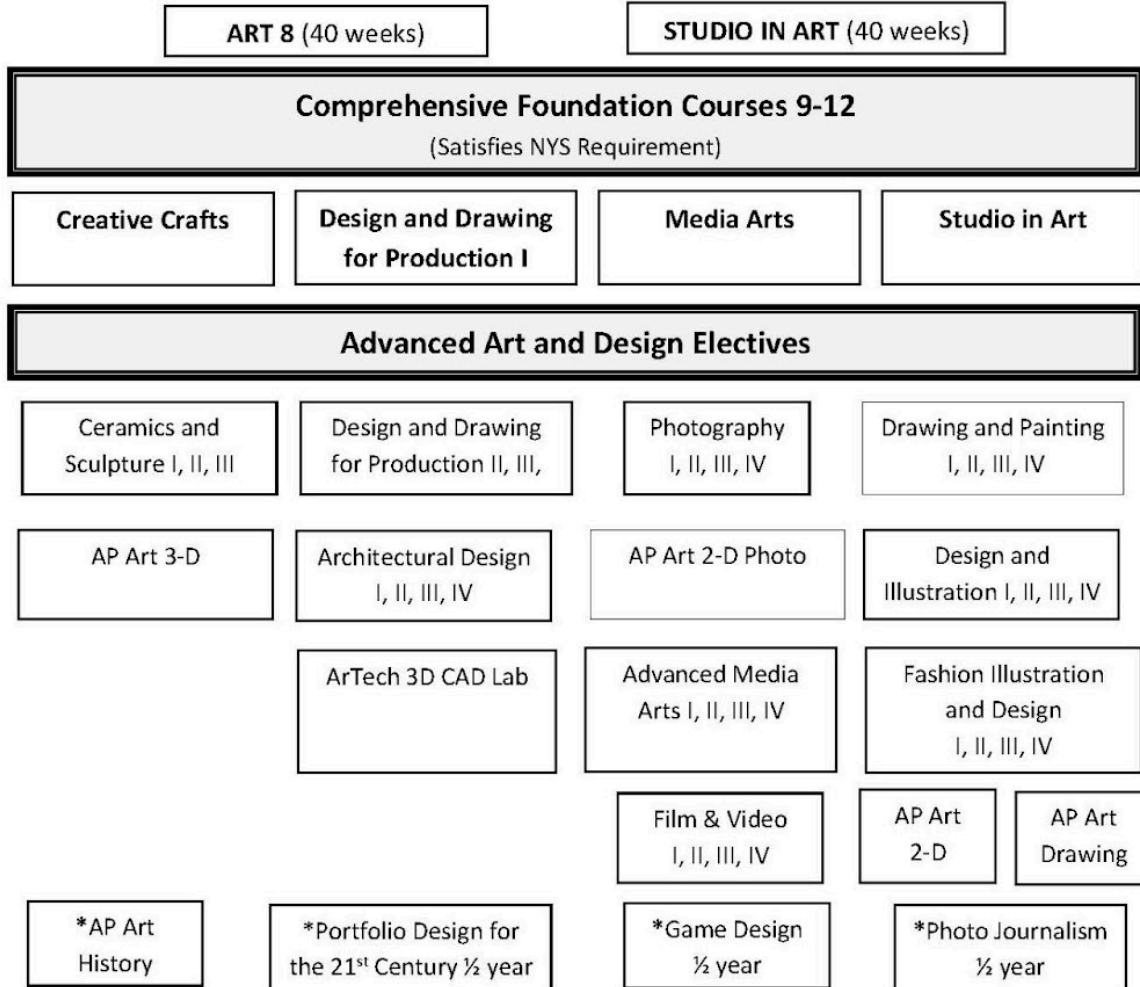 ART 8 (40 weeks)
STUDIO IN ART (40 weeks)
Comprehensive Foundation Courses 9-12
(Satisfies NYS Requirement)
Creative Crafts
Design and Drawing
for Production I
Media Arts
Studio in Art
Advanced Art and Design Electives
Ceramics and
Sculpture I, II, III
Design and Drawing
for Production II, III,
Photography
I, II, III, IV
Drawing and Painting
I, II, III, IV
AP Art 3-D
Architectural Design
I, II, III, IV
AP Art 2-D Photo
Design and
Illustration I, II, III, IV
ArTech 3D CAD Lab
Advanced Media
Arts I, II, III, IV
Fashion Illustration
and Design
I, II, III, IV
Film & Video
I, II, III, IV
AP Art
2-D
AP Art
Drawing
*AP Art
History
*Portfolio Design for
the 21st Century ½ year
*Game Design
½ year
*Photo Journalism
½ year